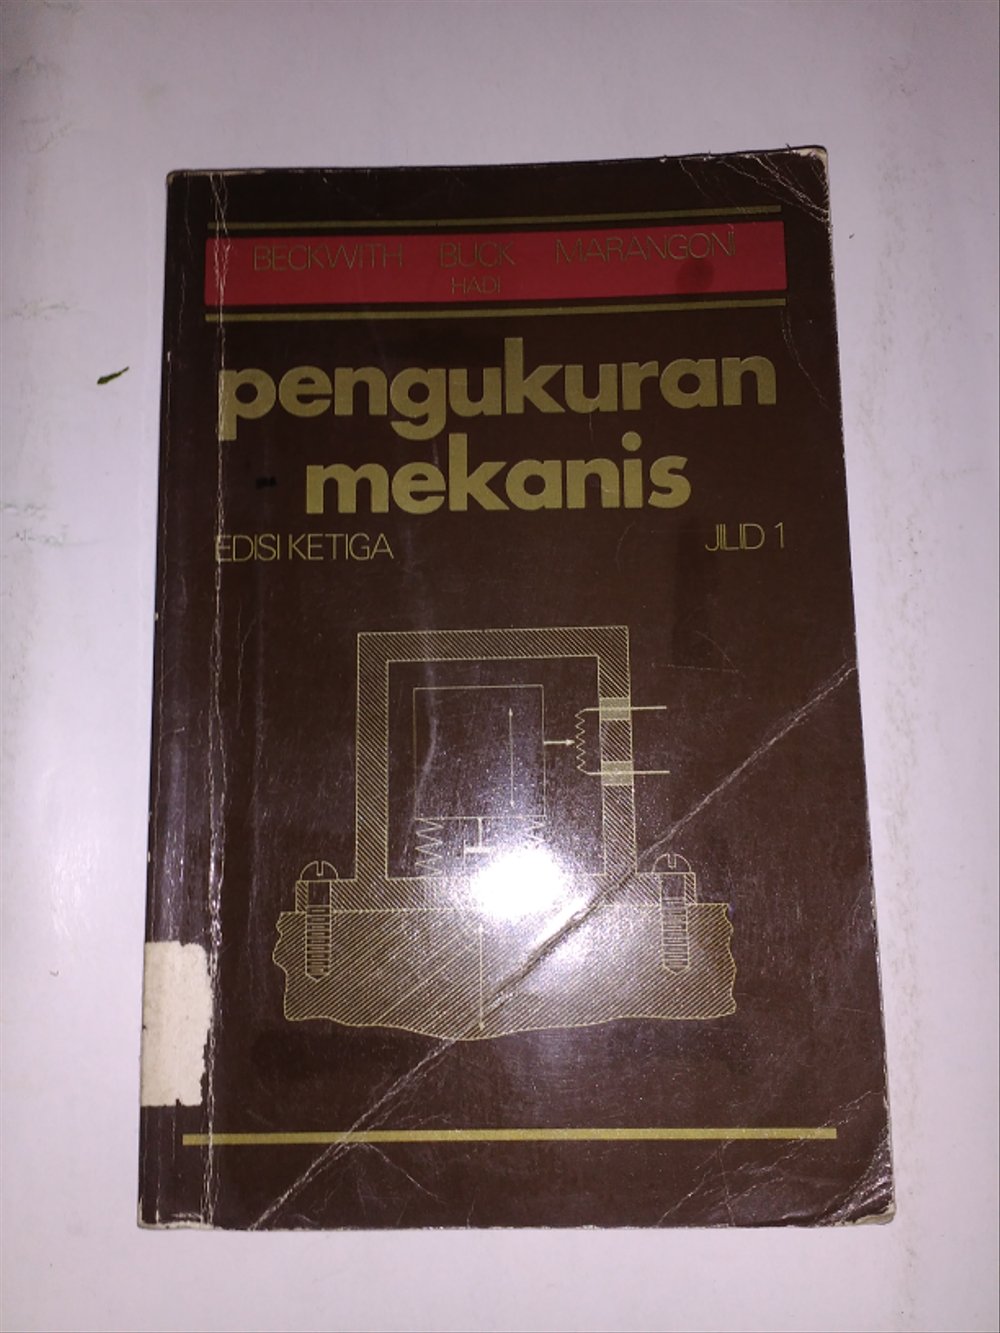 BECKWITH BUCK MARANGONI
HADI
pengukuran
mekanis
EDISI KETIGA JILID 1